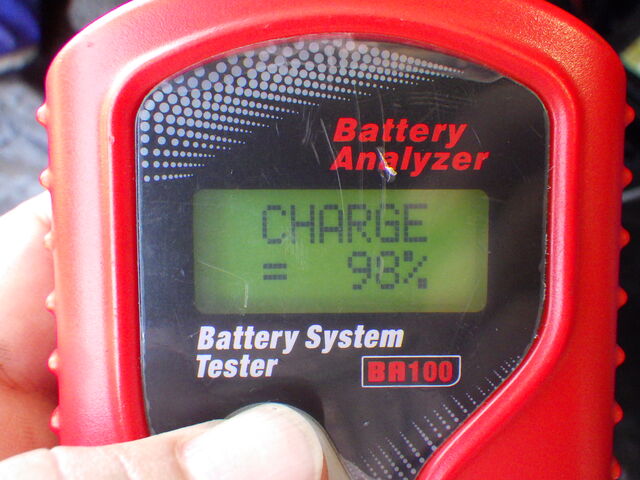 Battery
Analyzer
CHARGE
= 98%
Battery System
Tester
BA100